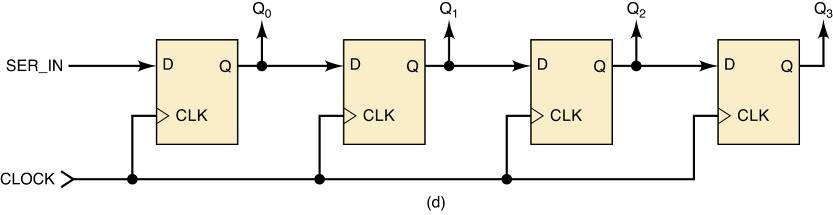 Q0 Q1 Q2 Q3
SER_IN D Q D Q D Q D Q
CLK CLK CLK CLK
CLOCK
(d)